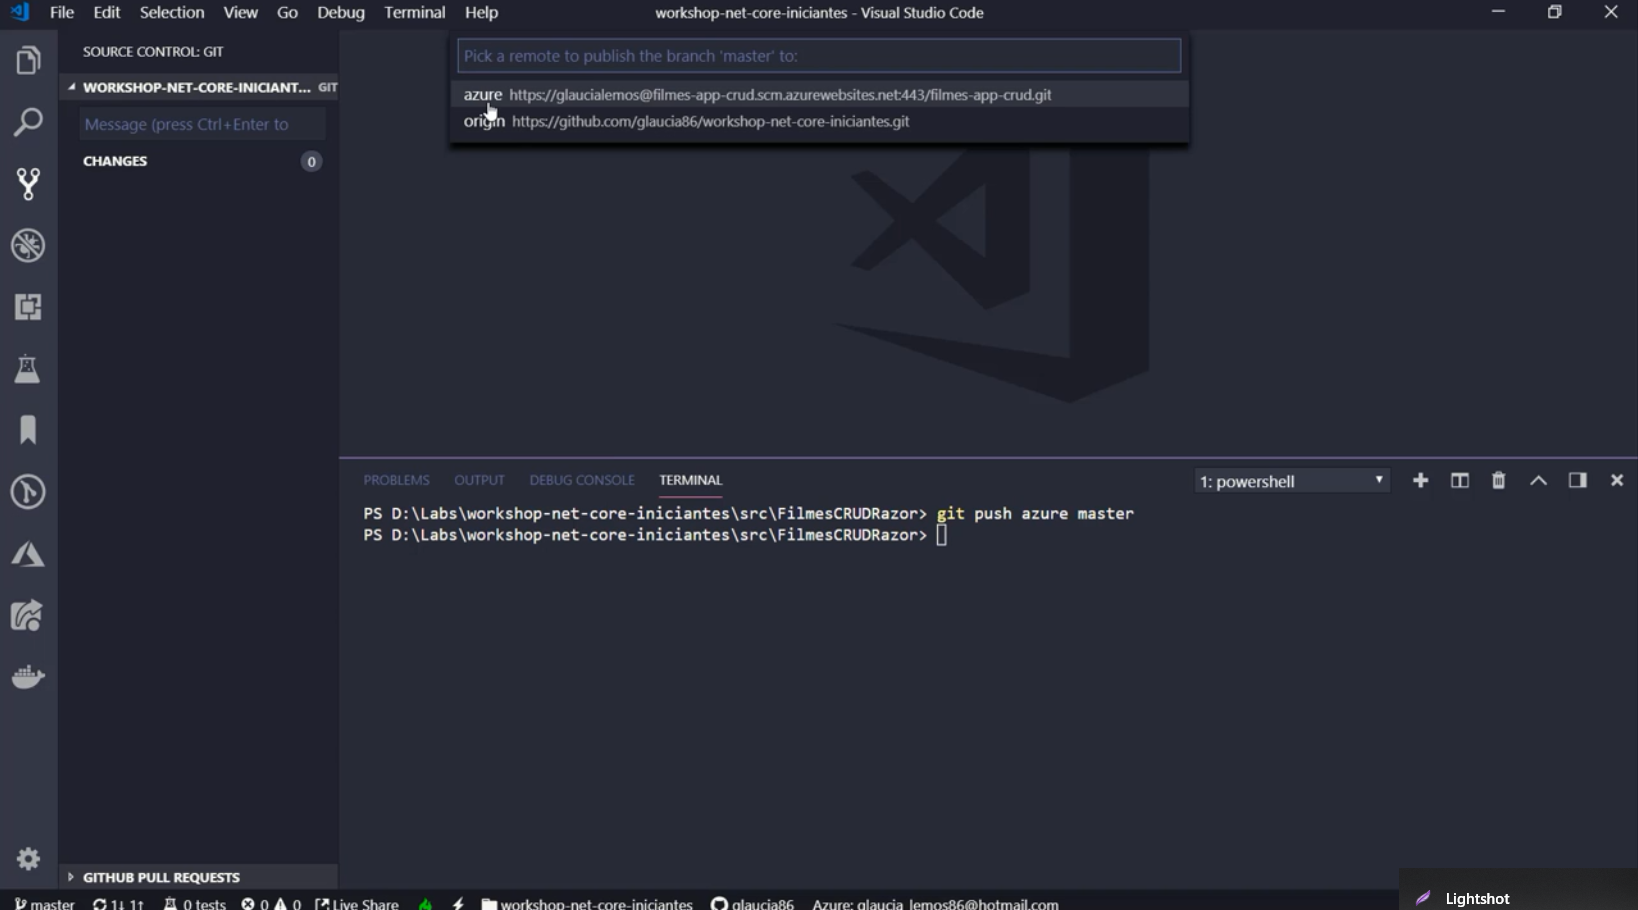 File Edit Selection View Go Debug Terminal Help
workshop-net-core-iniciantes - Visual Studio Code
SOURCE CONTROL: GIT
WORKSHOP-NET-CORE-INICIANT... GIT
Message (press Ctrl+Enter to
CHANGES 0
Pick a remote to publish the branch 'master' to:
azure https://glaucialemos@filmes-app-crud.scm.azurewebsites.net:443/filmes-app-crud.git
origin https://github.com/glaucia86/workshop-net-core-iniciantes.git
PROBLEMS OUTPUT DEBUG CONSOLE TERMINAL
1: powershell
PS D:\Labs\workshop-net-core-iniciantes\src\FilmesCRUDRazor> git push azure master
PS D:\Labs\workshop-net-core-iniciantes\src\FilmesCRUDRazor>
GITHUB PULL REQUESTS
master 1↓ 1↑ 0 tests 0 0 Live Share workshop-net-core-iniciantes glaucia86 Azure: glaucia_lemos86@hotmail.com
Lightshot